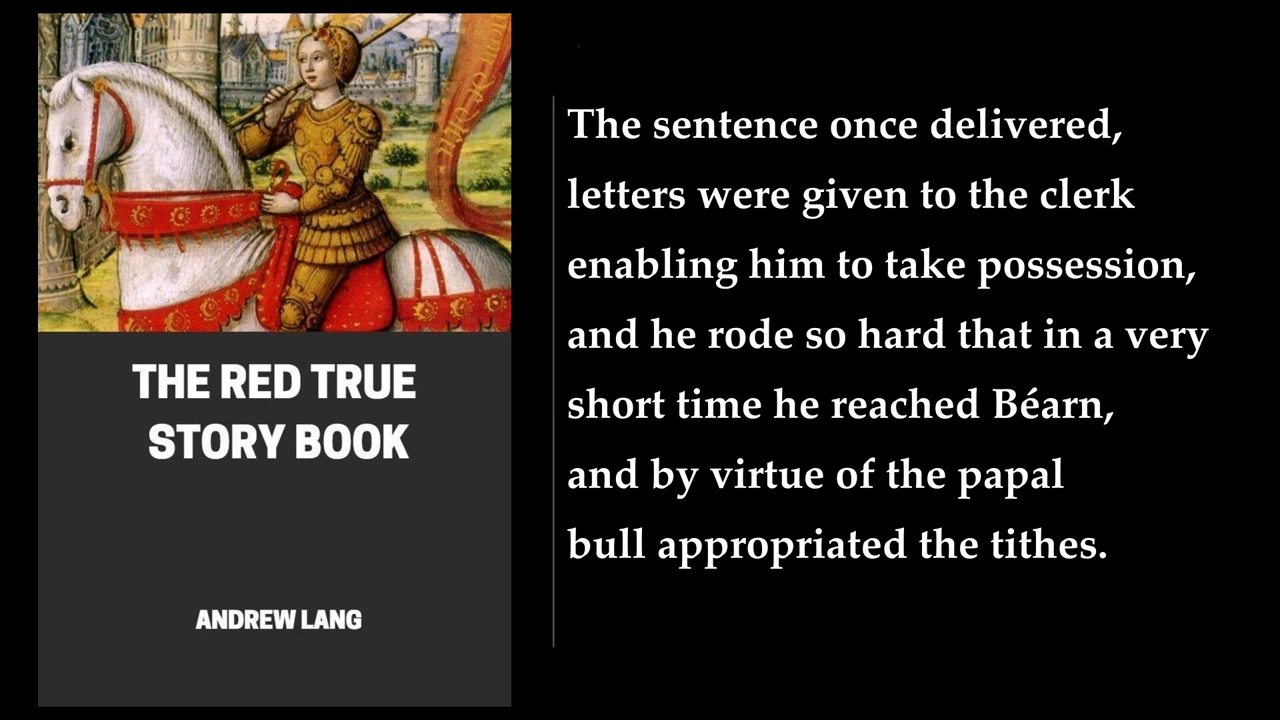 THE RED TRUE
STORY BOOK
ANDREW LANG
The sentence once delivered,
letters were given to the clerk
enabling him to take possession,
and he rode so hard that in a very
short time he reached Béarn,
and by virtue of the papal
bull appropriated the tithes.